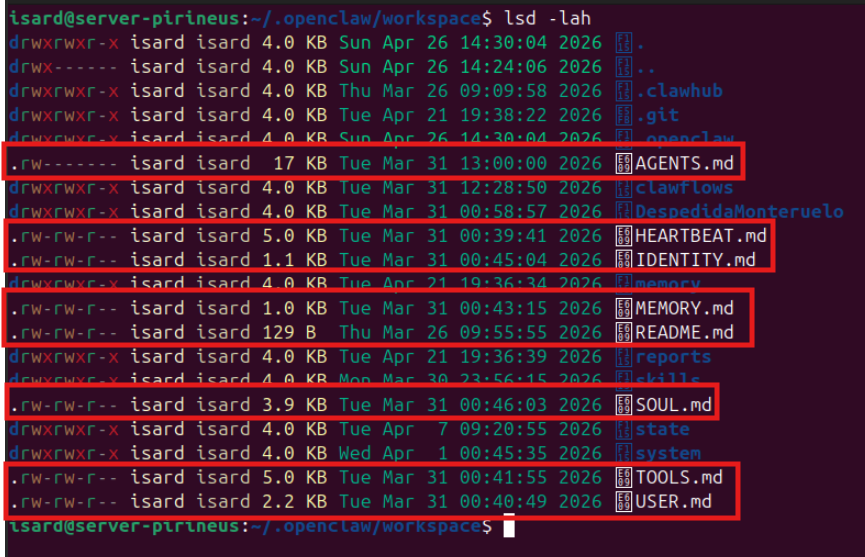 isard@server-pirineus:~/.openclaw/workspace$ lsd -lah
drwxrwxr-x isard isard 4.0 KB Sun Apr 26 14:30:04 2026 .
drwx------ isard isard 4.0 KB Sun Apr 26 14:24:06 2026 ..
drwxrwxr-x isard isard 4.0 KB Thu Mar 26 09:09:58 2026 .clawhub
drwxrwxr-x isard isard 4.0 KB Tue Apr 21 19:38:22 2026 .git
drwxrwxr-x isard isard 4.0 KB Sun Apr 26 14:30:04 2026 .openclaw
.rw------- isard isard 17 KB Tue Mar 31 13:00:00 2026 AGENTS.md
drwxrwxr-x isard isard 4.0 KB Tue Mar 31 12:28:50 2026 clawflows
drwxrwxr-x isard isard 4.0 KB Tue Mar 31 00:58:57 2026 DespedidaMonteruelo
.rw-rw-r-- isard isard 5.0 KB Tue Mar 31 00:39:41 2026 HEARTBEAT.md
.rw-rw-r-- isard isard 1.1 KB Tue Mar 31 00:45:04 2026 IDENTITY.md
drwxrwxr-x isard isard 4.0 KB Tue Apr 21 19:36:34 2026 memory
.rw-rw-r-- isard isard 1.0 KB Tue Mar 31 00:43:15 2026 MEMORY.md
.rw-rw-r-- isard isard 129 B Thu Mar 26 09:55:55 2026 README.md
drwxrwxr-x isard isard 4.0 KB Tue Apr 21 19:36:39 2026 reports
drwxrwxr-x isard isard 4.0 KB Mon Mar 30 23:56:15 2026 skills
.rw-rw-r-- isard isard 3.9 KB Tue Mar 31 00:46:03 2026 SOUL.md
drwxrwxr-x isard isard 4.0 KB Tue Apr 7 09:20:55 2026 state
drwxrwxr-x isard isard 4.0 KB Wed Apr 1 00:45:35 2026 system
.rw-rw-r-- isard isard 5.0 KB Tue Mar 31 00:41:55 2026 TOOLS.md
.rw-rw-r-- isard isard 2.2 KB Tue Mar 31 00:40:49 2026 USER.md
isard@server-pirineus:~/.openclaw/workspace$